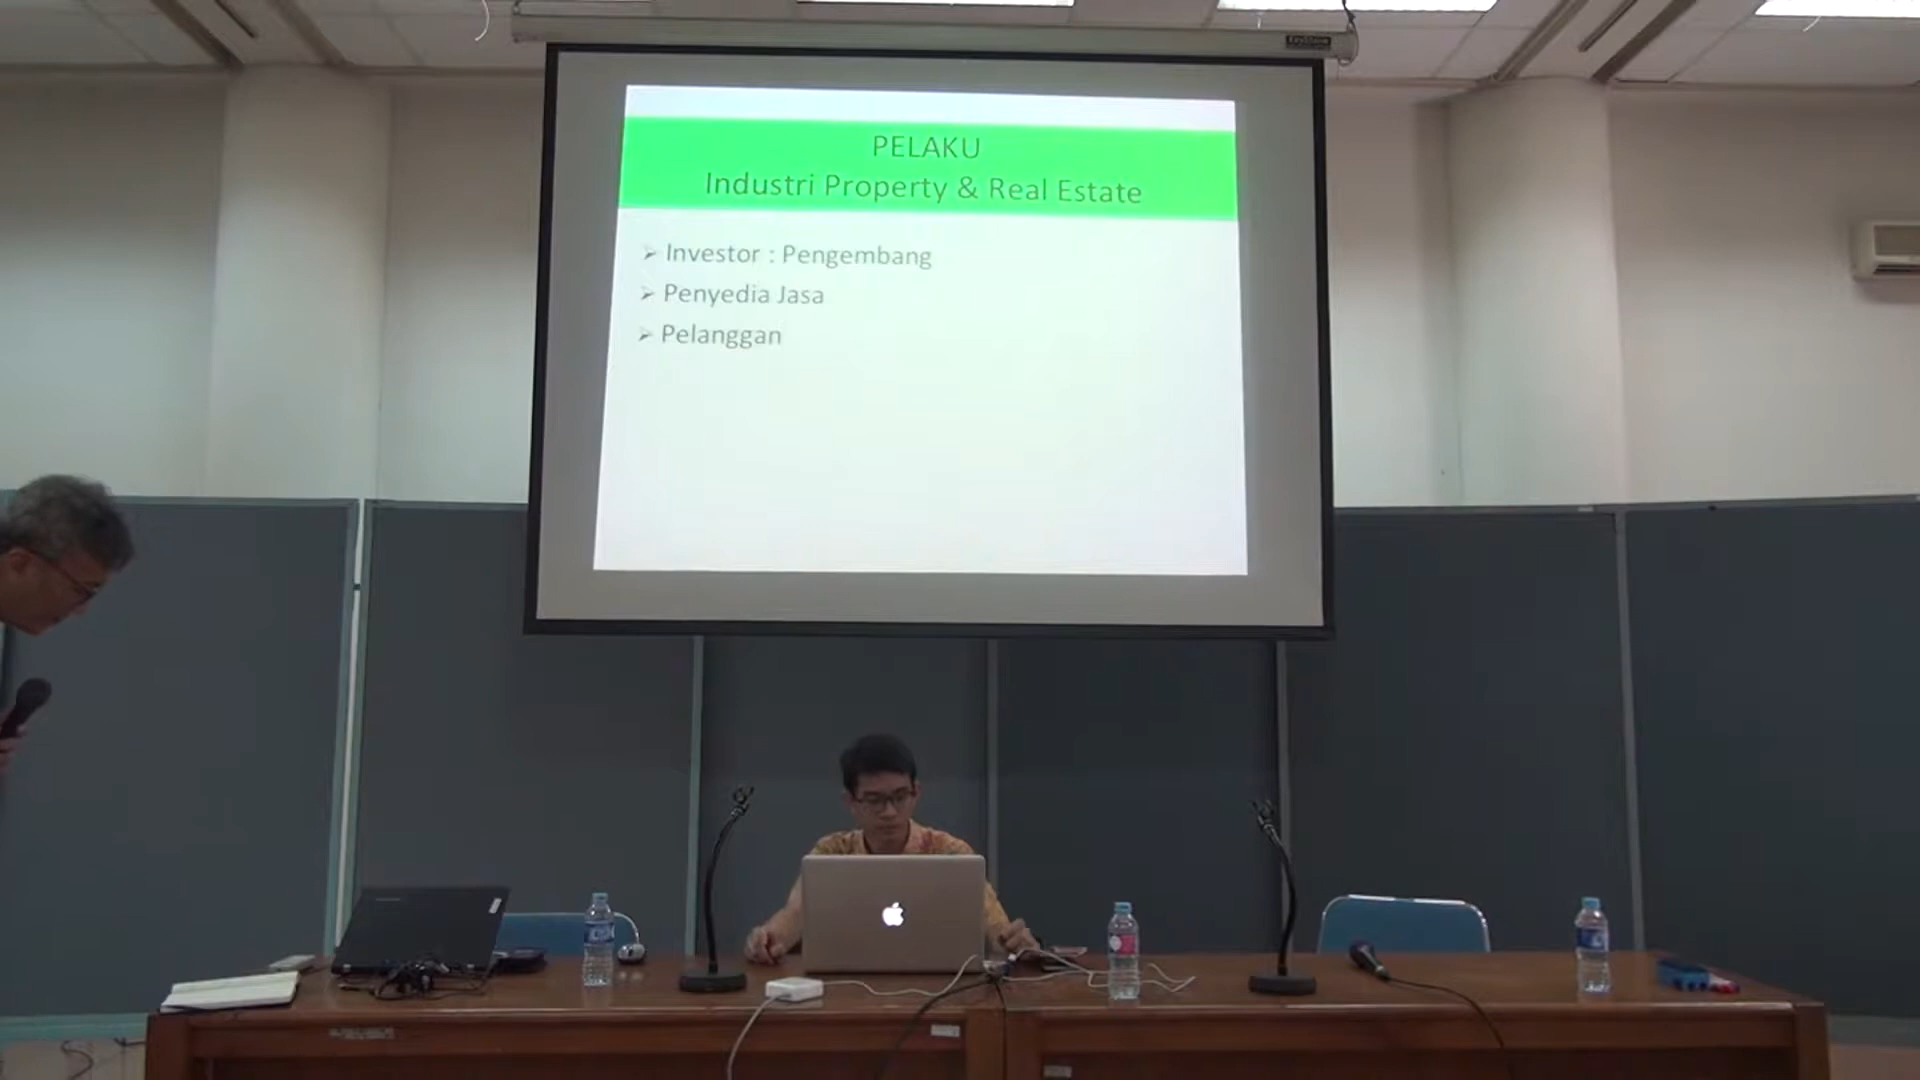 PELAKU
Industri Property & Real Estate
➢ Investor : Pengembang
➢ Penyedia Jasa
➢ Pelanggan